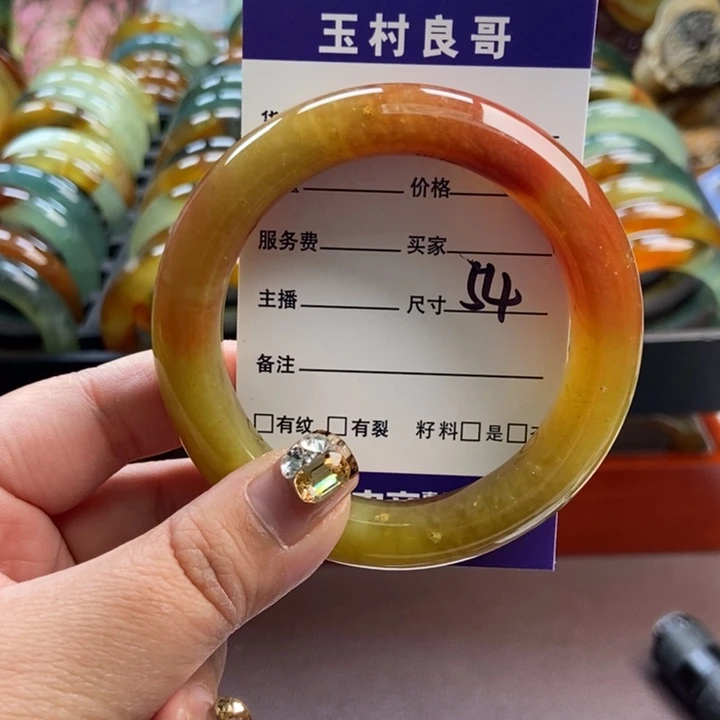 玉村良哥
价格
服务费 买家
主播 尺寸 54
备注
□有纹 □有裂 籽料□是□